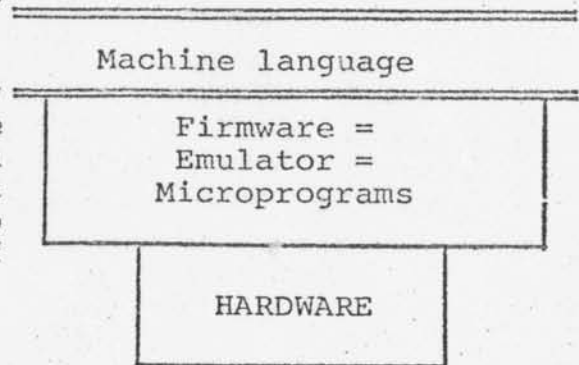 Machine language
Firmware =
Emulator =
Microprograms
HARDWARE